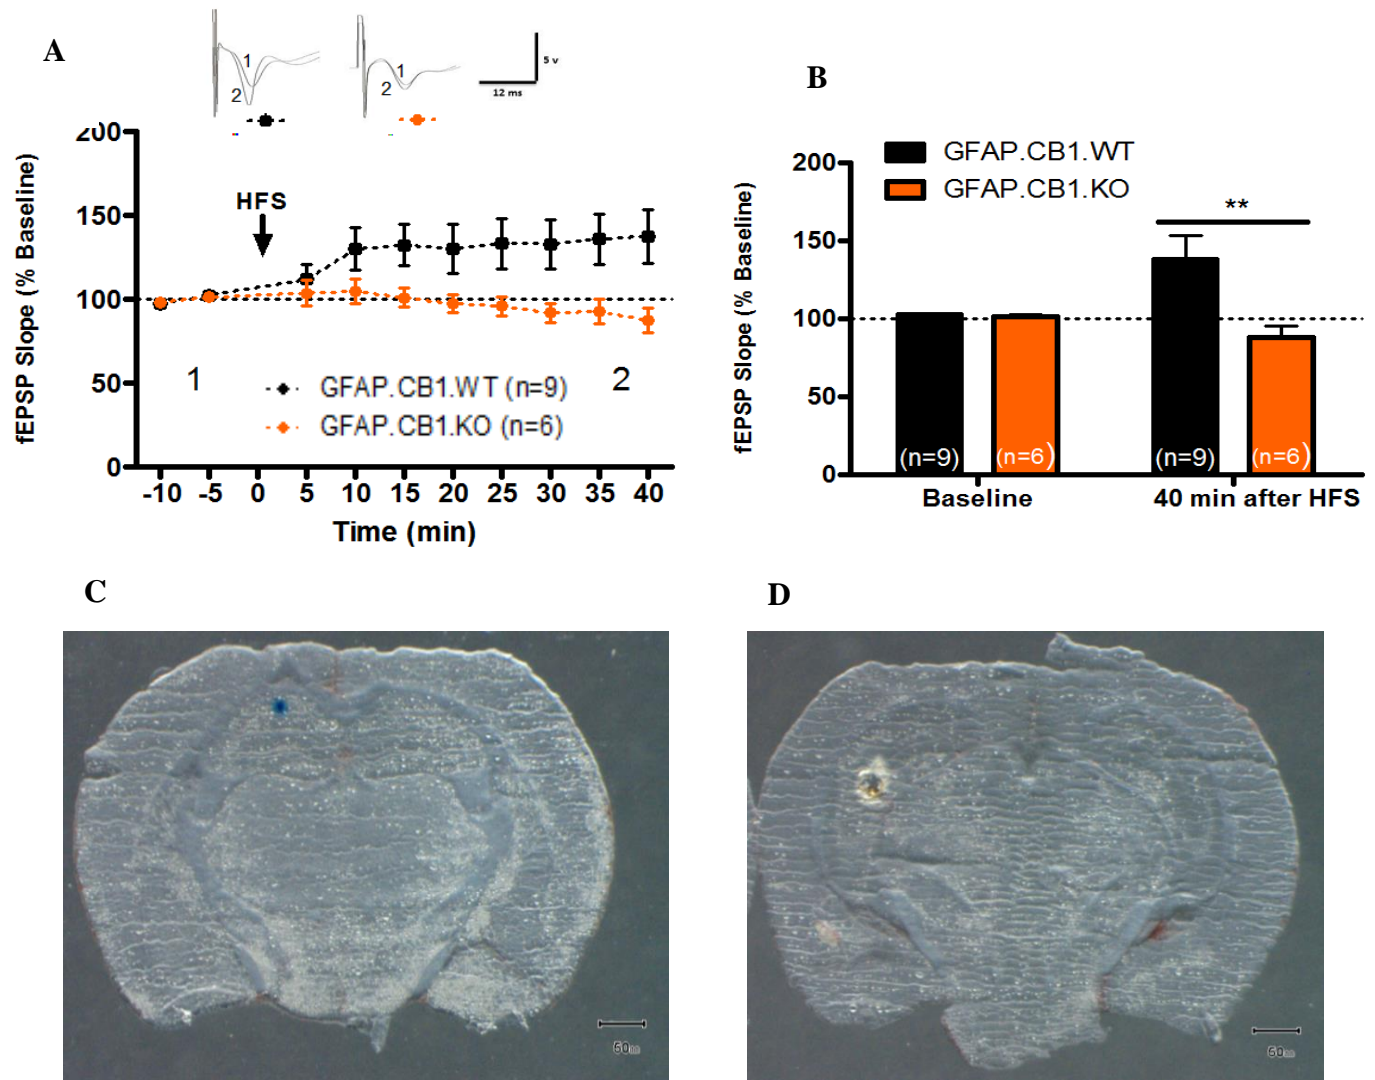 A
1
2
1
2
5 v
12 ms
fEPSP Slope (% Baseline)
200
150
100
50
0
HFS
1
2
GFAP.CB1.WT (n=9)
GFAP.CB1.KO (n=6)
-10 -5 0 5 10 15 20 25 30 35 40
Time (min)
B
fEPSP Slope (% Baseline)
200
150
100
50
0
GFAP.CB1.WT
GFAP.CB1.KO
**
(n=9) (n=6) (n=9) (n=6)
Baseline 40 min after HFS
C
D